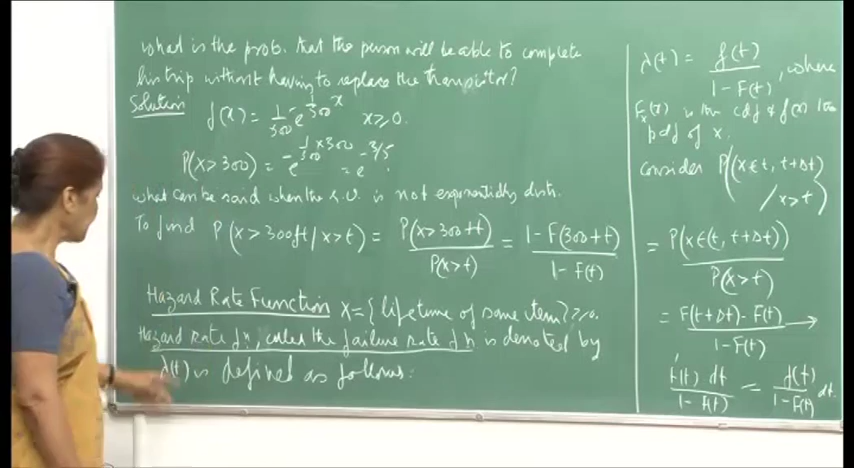 what is the prob. that the person will be able to complete
his trip without having to replace the transistor?
Solution f(x) = 1/300 e^{-1/300 x} x ≥ 0.
P(X > 300) = e^{-1/500 × 300} = e^{-3/5}.
what can be said when the r.v. is not exponentially distr.
To find P(X > 300+t / X > t) = P(X > 300+t) / P(X > t) = 1 - F(300+t) / 1 - F(t)
Hazard Rate Function X = { lifetime of some item } ≥ 0.
Hazard rate fn, called the failure rate fn is denoted by
λ(t) is defined as follows:
λ(t) = f(t) / 1 - F(t), where
F_X(x) is the cdf & f(x) the
pdf of X.
Consider P(X ∈ (t, t+Δt)
/ X > t)
= P(X ∈ (t, t+Δt)) / P(X > t)
= F(t+Δt) - F(t) / 1 - F(t) →
F'(t) dt / 1 - F(t) = f(t) / 1 - F(t) dt.